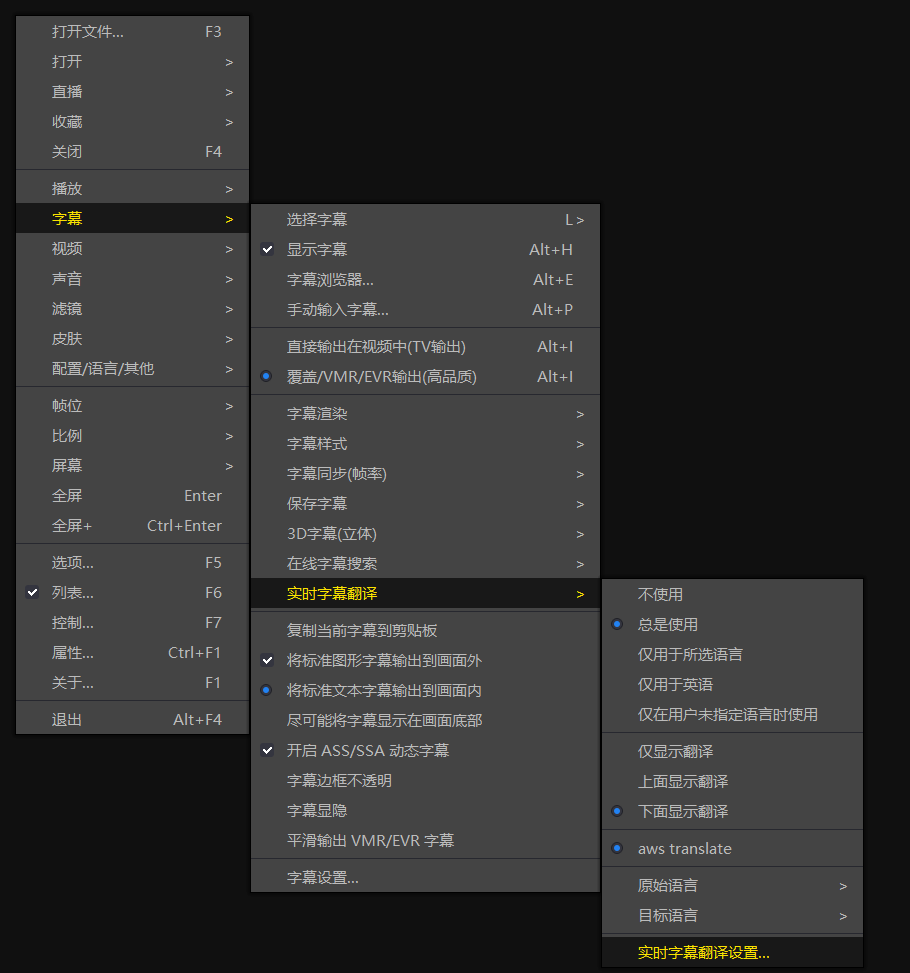 打开文件... F3
打开 >
直播 >
收藏 >
关闭 F4
播放 >
字幕 >
视频 >
声音 >
滤镜 >
皮肤 >
配置/语言/其他 >
帧位 >
比例 >
屏幕 >
全屏 Enter
全屏+ Ctrl+Enter
选项... F5
列表... F6
控制... F7
属性... Ctrl+F1
关于... F1
退出 Alt+F4
选择字幕 L >
显示字幕 Alt+H
字幕浏览器... Alt+E
手动输入字幕... Alt+P
直接输出在视频中(TV输出) Alt+I
覆盖/VMR/EVR输出(高品质) Alt+I
字幕渲染 >
字幕样式 >
字幕同步(帧率) >
保存字幕 >
3D字幕(立体) >
在线字幕搜索 >
实时字幕翻译 >
复制当前字幕到剪贴板
将标准图形字幕输出到画面外
将标准文本字幕输出到画面内
尽可能将字幕显示在画面底部
开启 ASS/SSA 动态字幕
字幕边框不透明
字幕显隐
平滑输出 VMR/EVR 字幕
字幕设置...
不使用
总是使用
仅用于所选语言
仅用于英语
仅在用户未指定语言时使用
仅显示翻译
上面显示翻译
下面显示翻译
aws translate
原始语言 >
目标语言 >
实时字幕翻译设置...